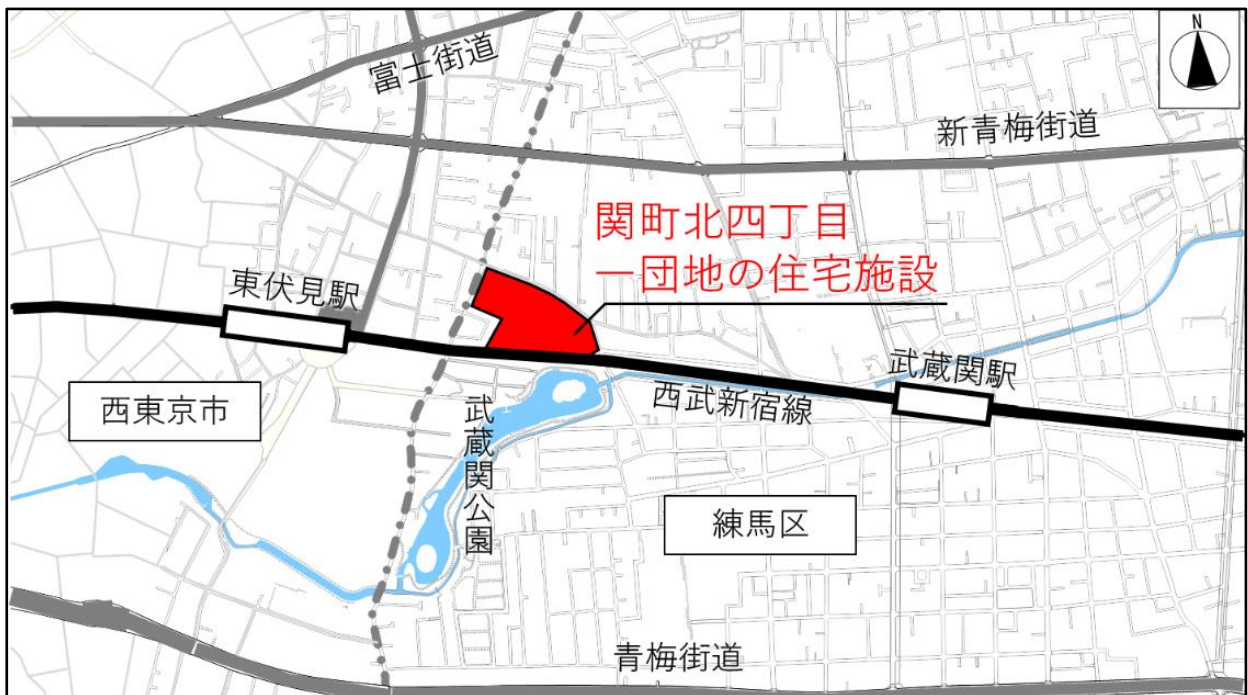 N
富士街道
新青梅街道
関町北四丁目
一団地の住宅施設
東伏見駅
武蔵関駅
西武新宿線
西東京市
武蔵関公園
練馬区
青梅街道